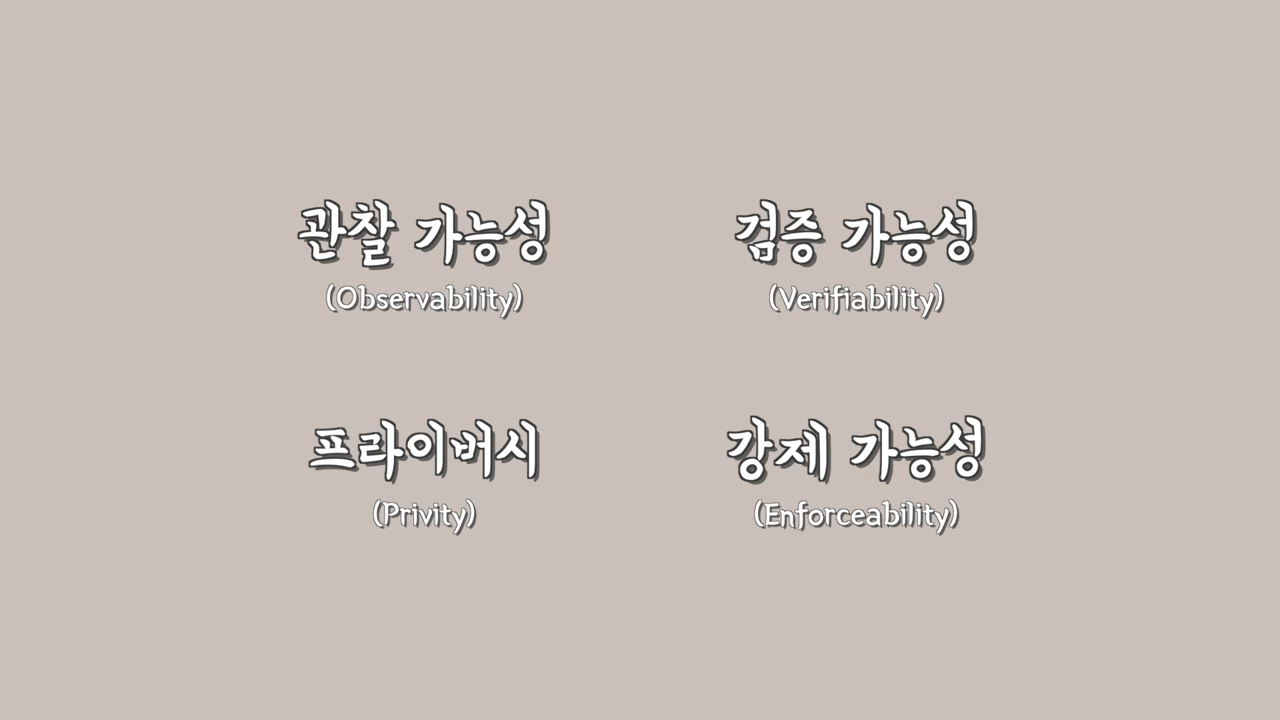 관찰 가능성
(Observability)
검증 가능성
(Verifiability)
프라이버시
(Privity)
강제 가능성
(Enforceability)